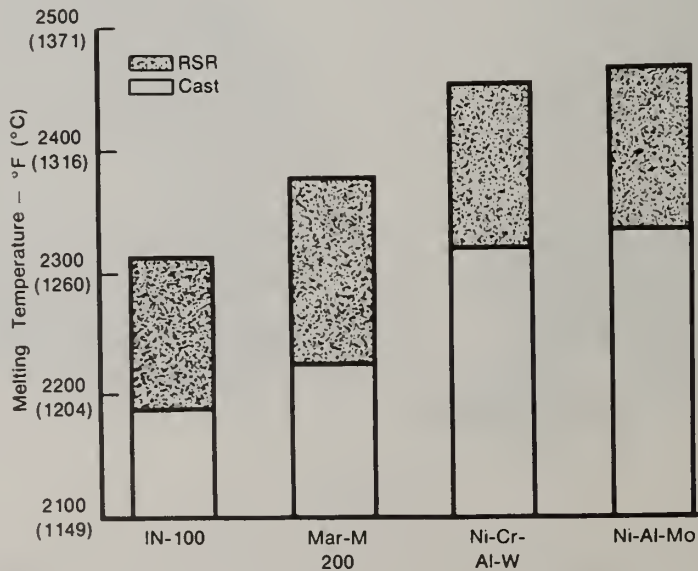 2500
(1371)
RSR
Cast
2400
(1316)
2300
(1260)
2200
(1204)
2100
(1149)
Melting Temperature – °F (°C)
IN-100
Mar-M
200
Ni-Cr-
Al-W
Ni-Al-Mo